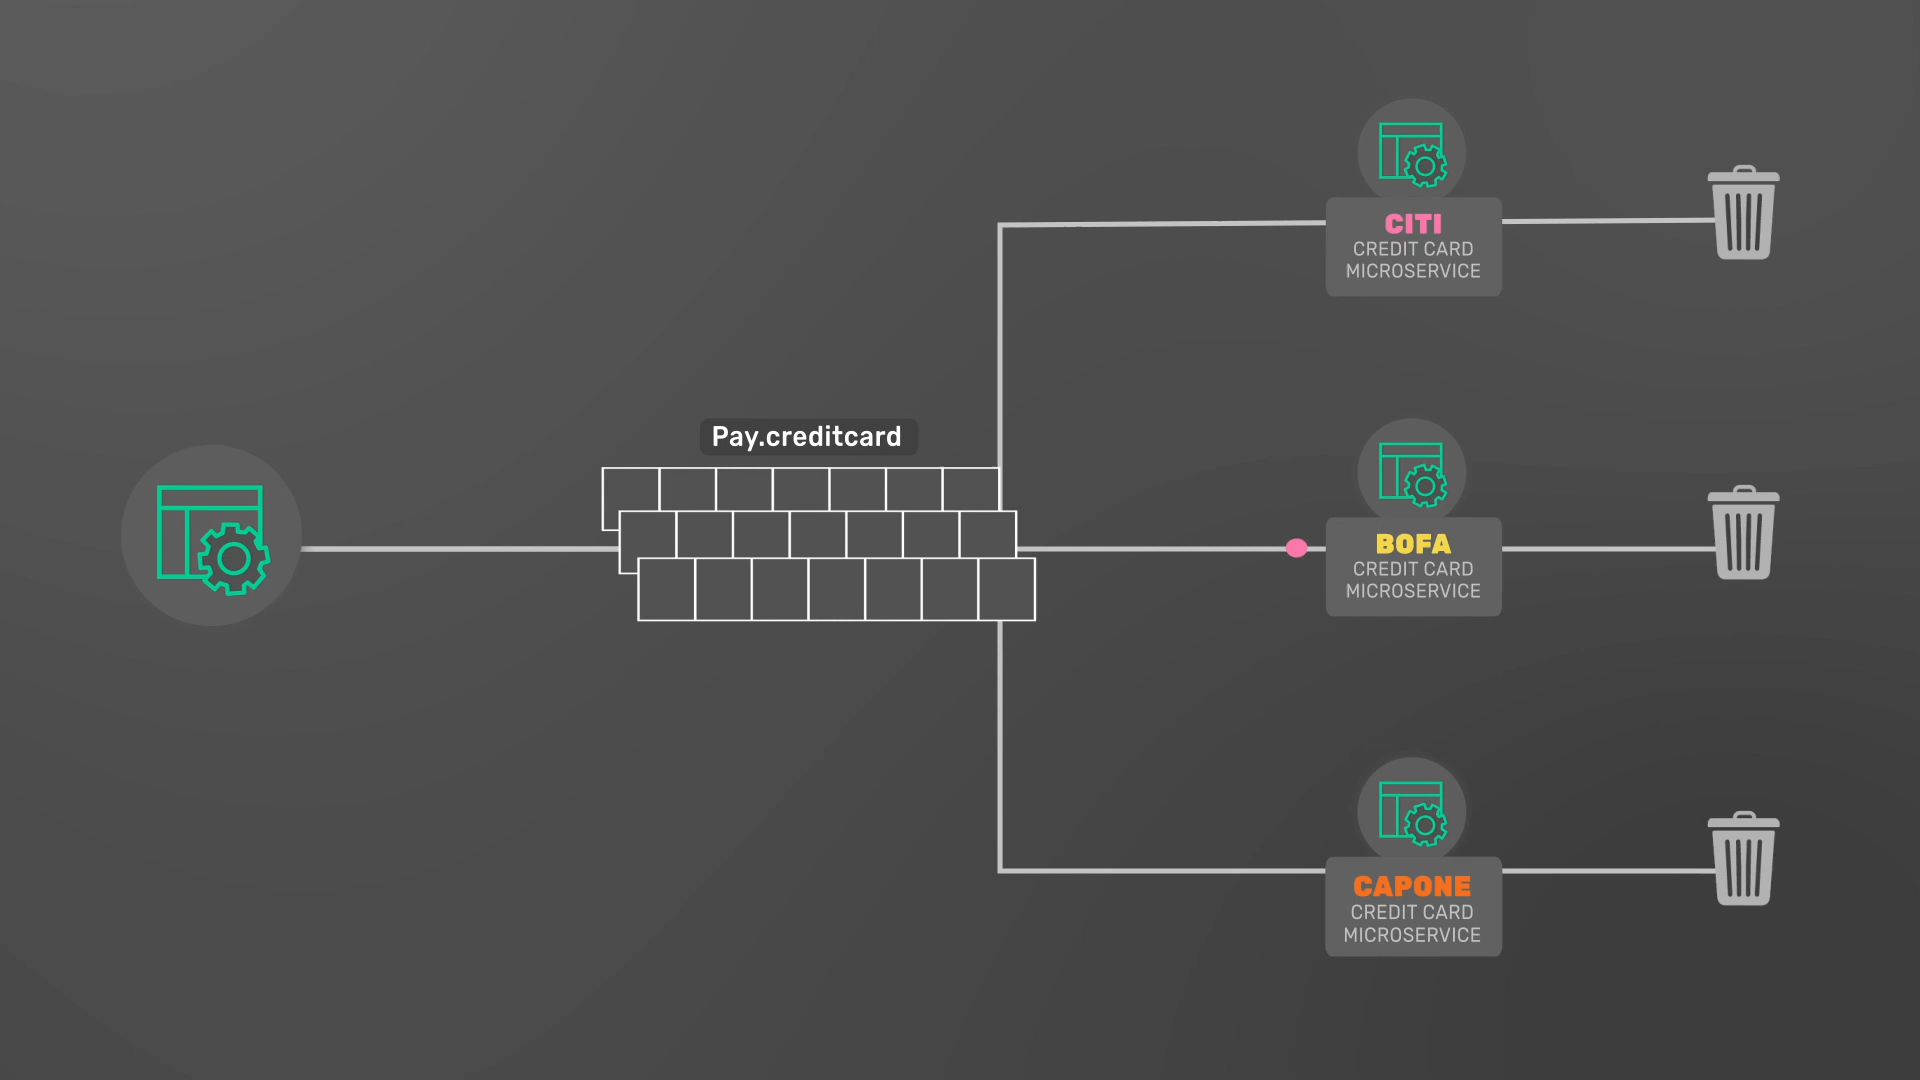 Pay.creditcard
CITI
CREDIT CARD
MICROSERVICE
BOFA
CREDIT CARD
MICROSERVICE
CAPONE
CREDIT CARD
MICROSERVICE